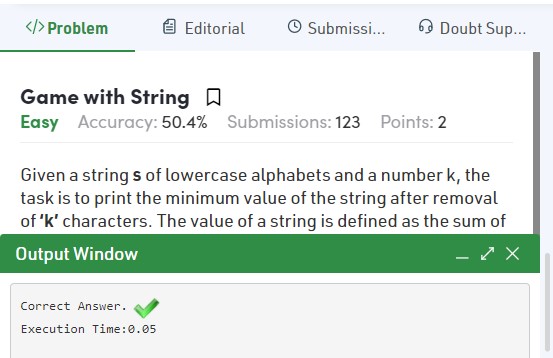 </> Problem Editorial Submissi... Doubt Sup...
Game with String
Easy Accuracy: 50.4% Submissions: 123 Points: 2
Given a string s of lowercase alphabets and a number k, the
task is to print the minimum value of the string after removal
of ‘k’ characters. The value of a string is defined as the sum of
Output Window
Correct Answer.
Execution Time:0.05